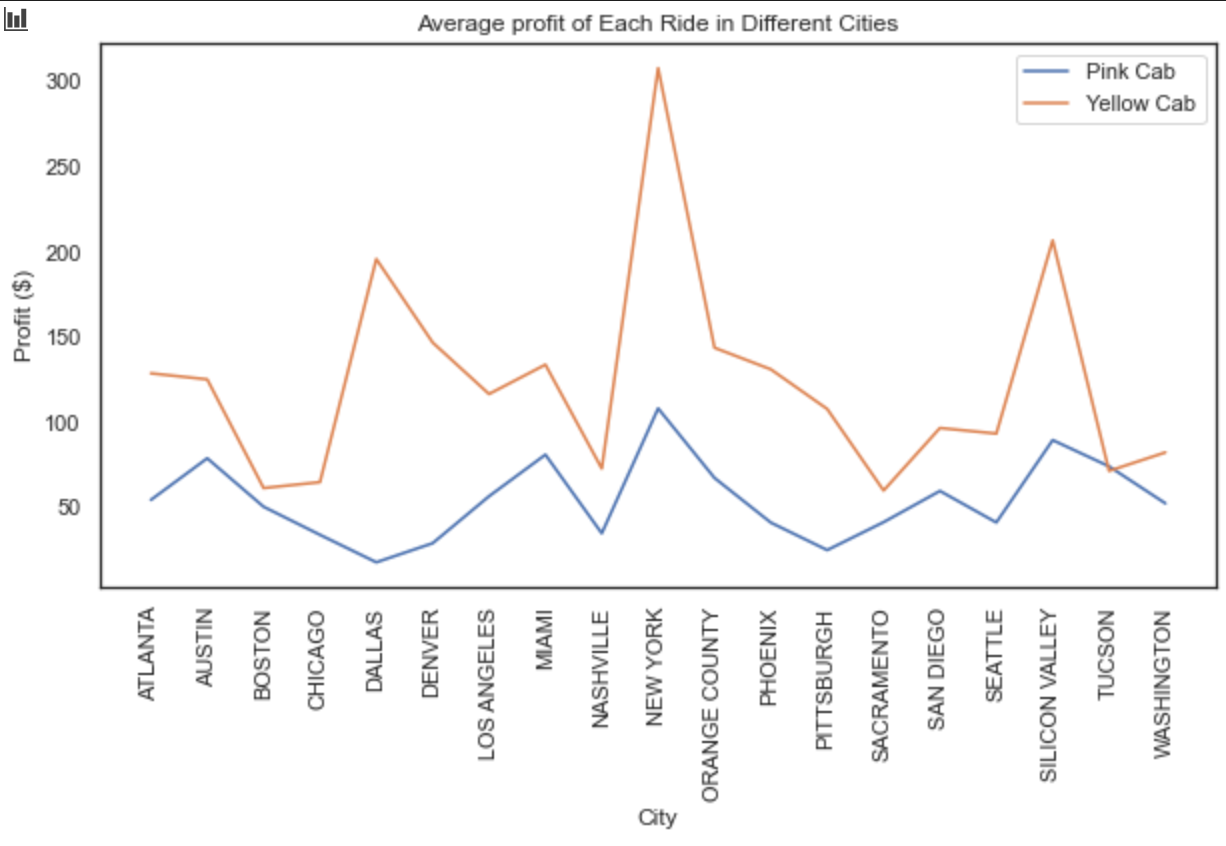 Average profit of Each Ride in Different Cities
Pink Cab
Yellow Cab
Profit ($)
300
250
200
150
100
50
ATLANTA
AUSTIN
BOSTON
CHICAGO
DALLAS
DENVER
LOS ANGELES
MIAMI
NASHVILLE
NEW YORK
ORANGE COUNTY
PHOENIX
PITTSBURGH
SACRAMENTO
SAN DIEGO
SEATTLE
SILICON VALLEY
TUCSON
WASHINGTON
City